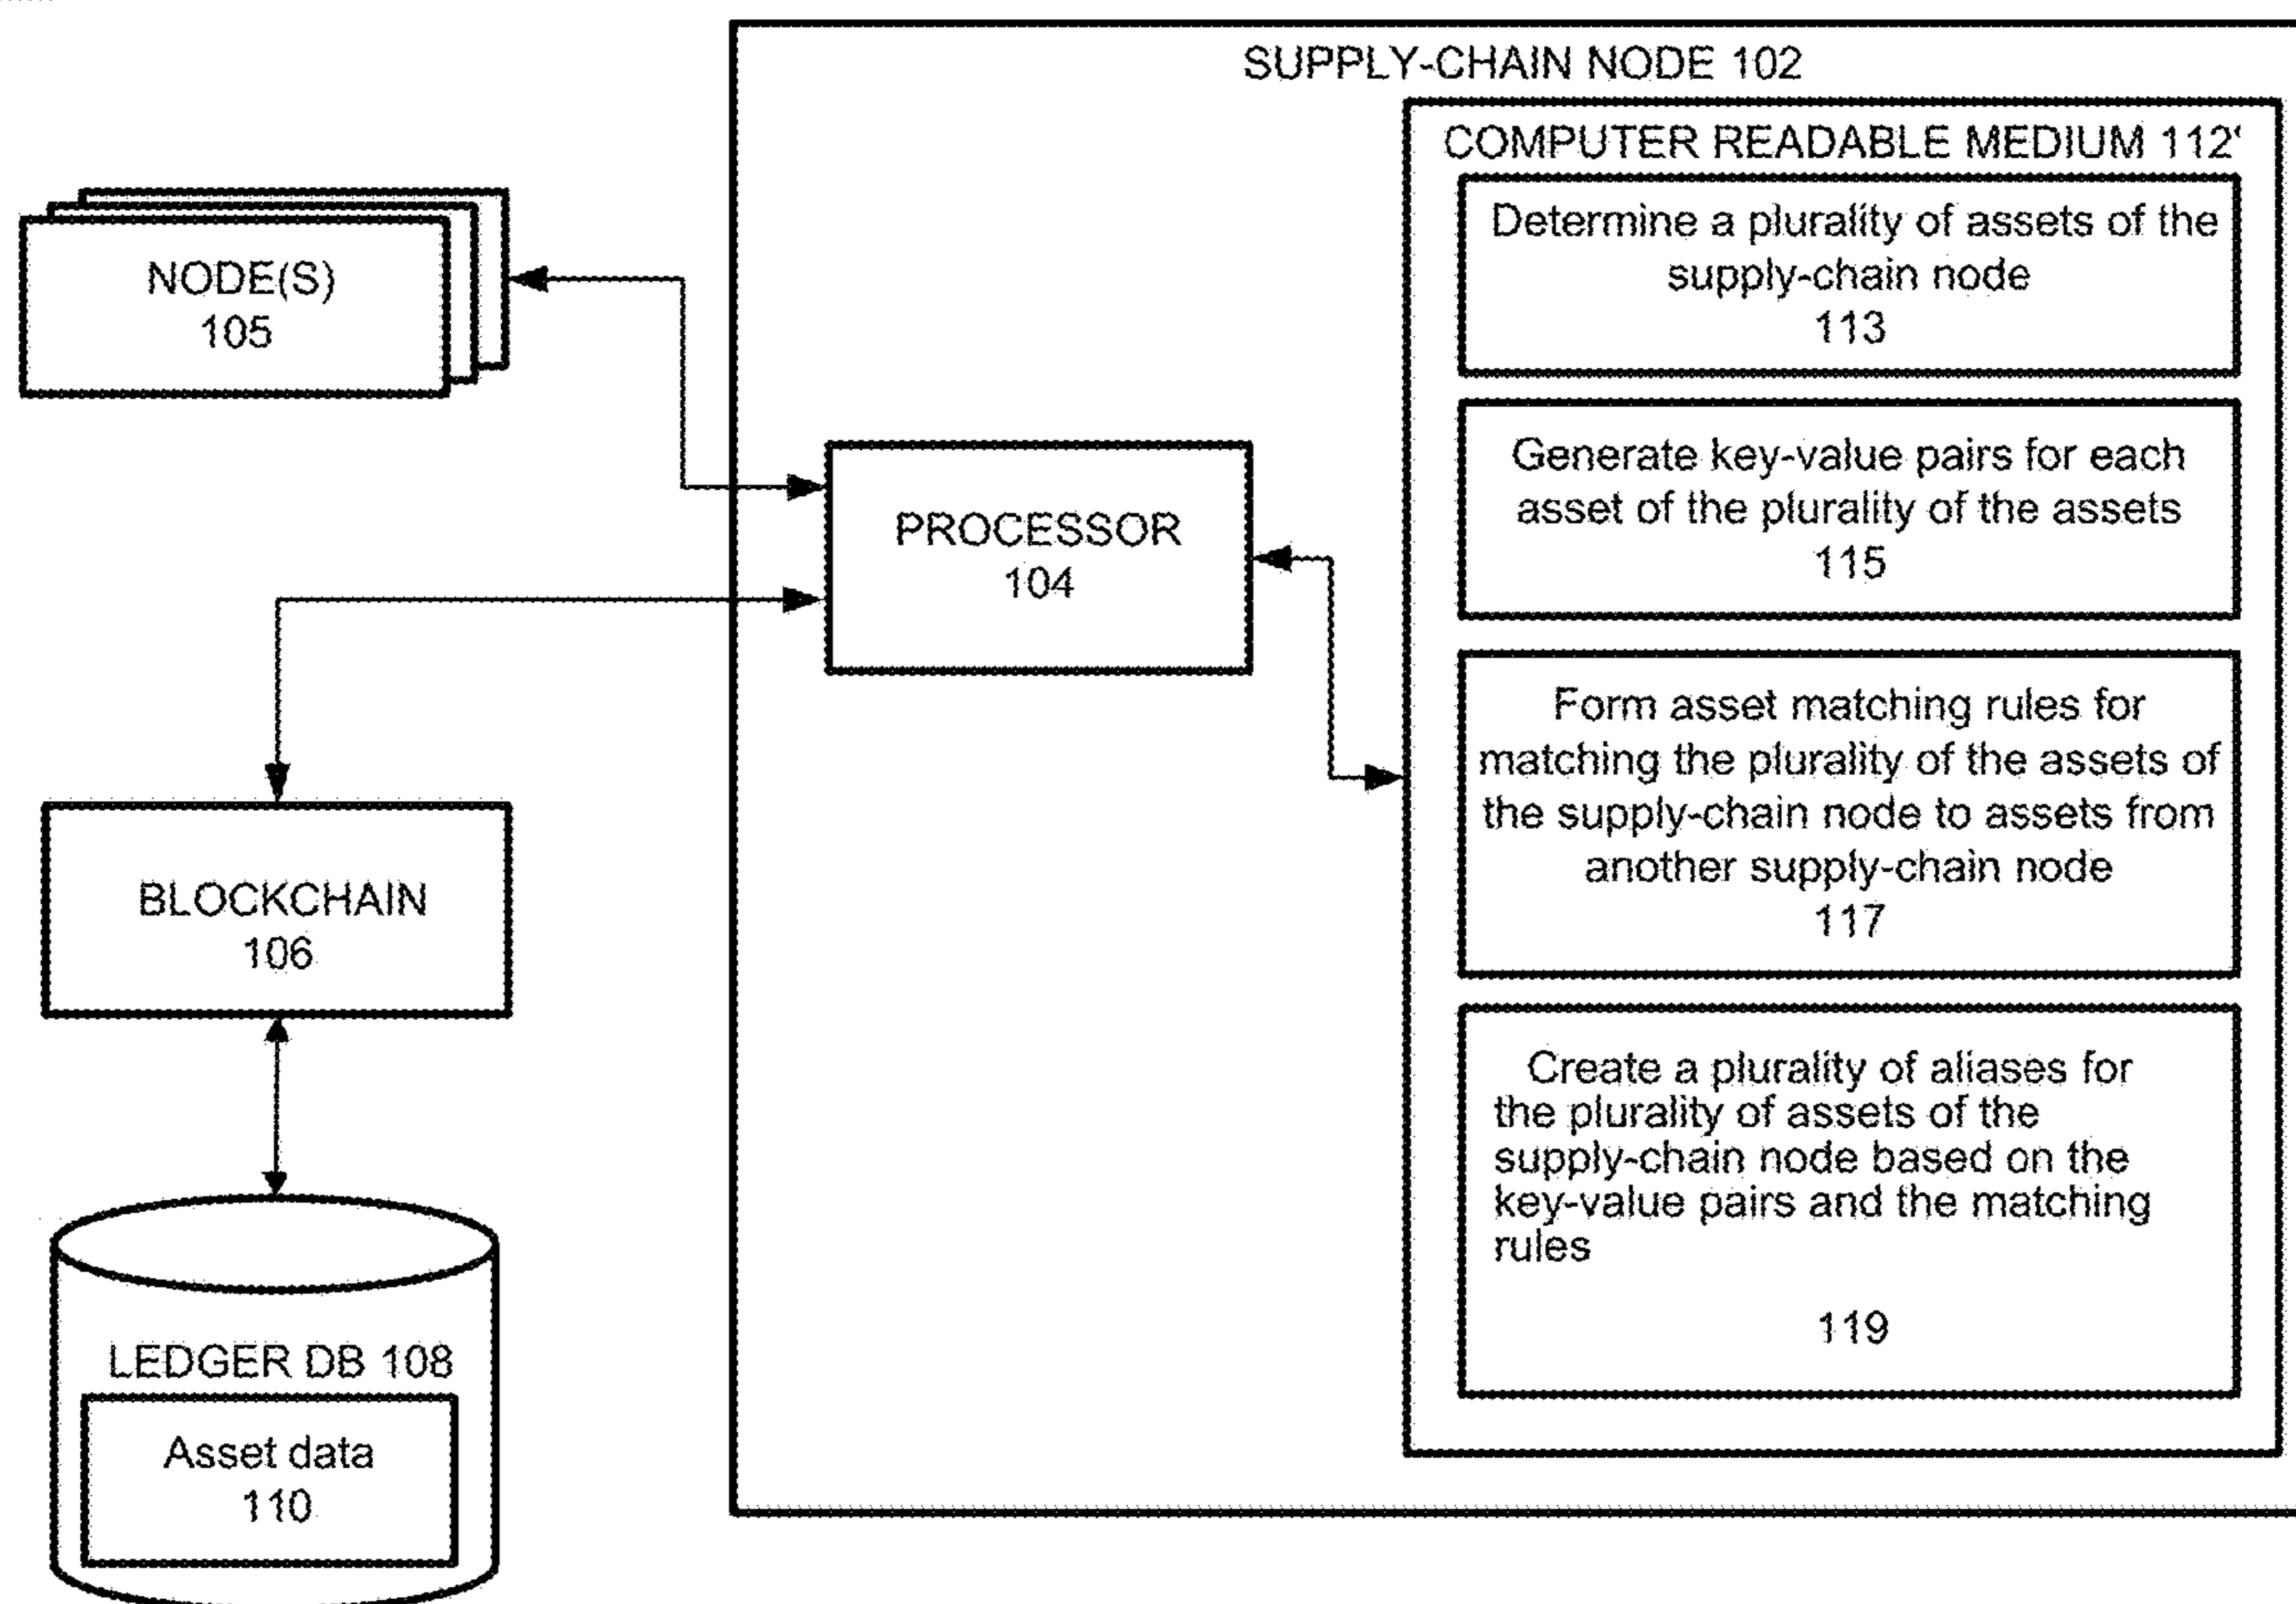 SUPPLY-CHAIN NODE 102
COMPUTER READABLE MEDIUM 112'
Determine a plurality of assets of the
supply-chain node
113
Generate key-value pairs for each
asset of the plurality of the assets
115
Form asset matching rules for
matching the plurality of the assets of
the supply-chain node to assets from
another supply-chain node
117
Create a plurality of aliases for
the plurality of assets of the
supply-chain node based on the
key-value pairs and the matching
rules
119
NODE(S)
105
PROCESSOR
104
BLOCKCHAIN
106
LEDGER DB 108
Asset data
110